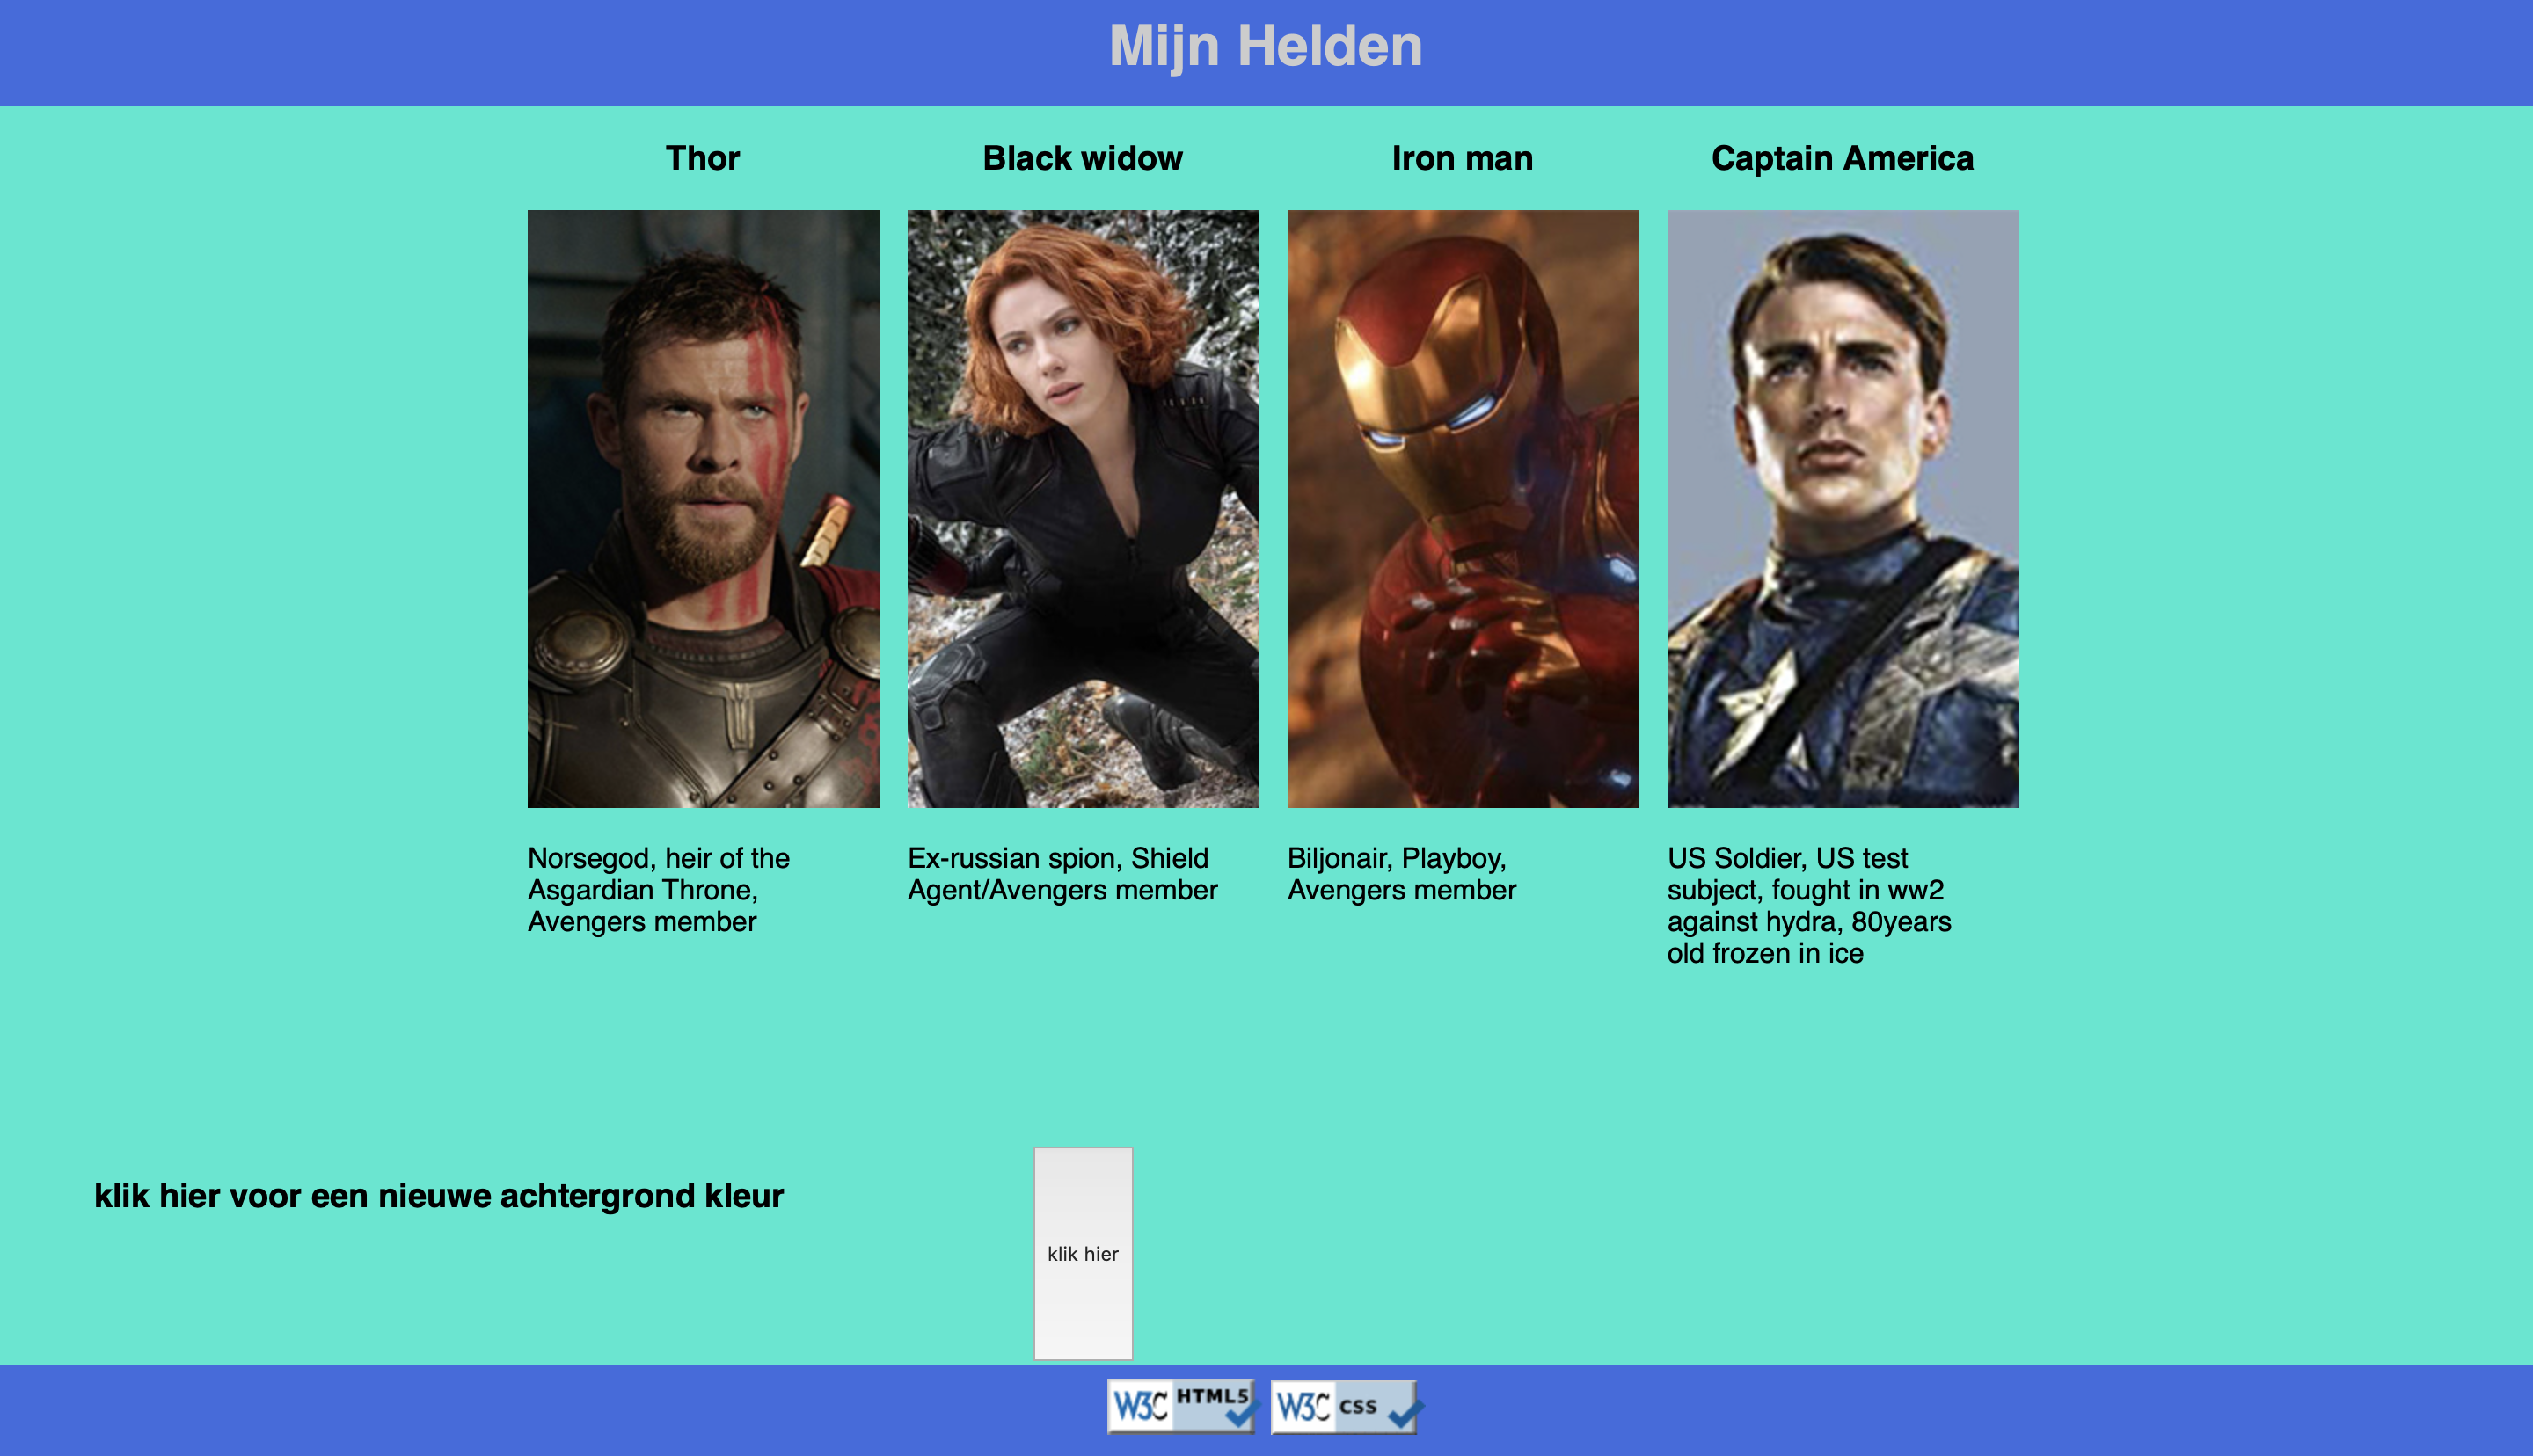 Mijn Helden
Thor
Black widow
Iron man
Captain America
Norsegod, heir of the
Asgardian Throne,
Avengers member
Ex-russian spion, Shield
Agent/Avengers member
Biljonair, Playboy,
Avengers member
US Soldier, US test
subject, fought in ww2
against hydra, 80years
old frozen in ice
klik hier voor een nieuwe achtergrond kleur
klik hier
W3C HTML5
W3C CSS